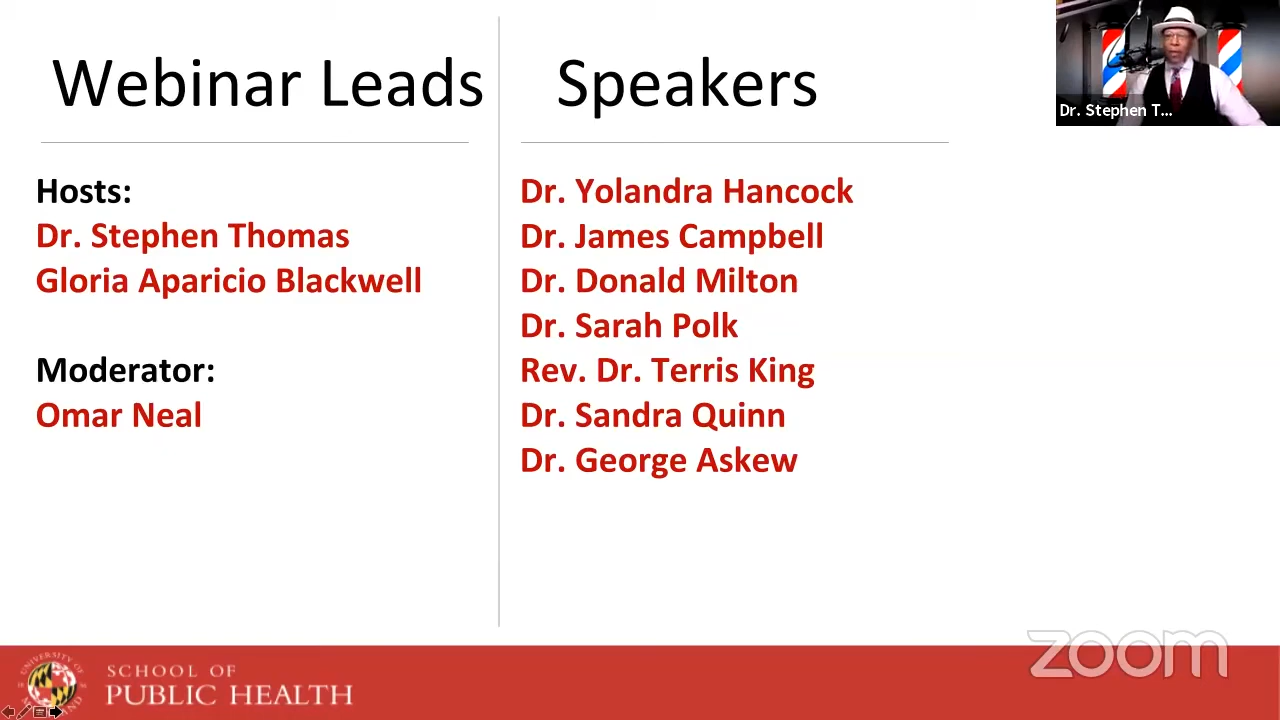 Webinar Leads
Hosts:
Dr. Stephen Thomas
Gloria Aparicio Blackwell
Moderator:
Omar Neal
Speakers
Dr. Yolandra Hancock
Dr. James Campbell
Dr. Donald Milton
Dr. Sarah Polk
Rev. Dr. Terris King
Dr. Sandra Quinn
Dr. George Askew
Dr. Stephen T...
UNIVERSITY OF
SCHOOL OF
PUBLIC HEALTH
zoom